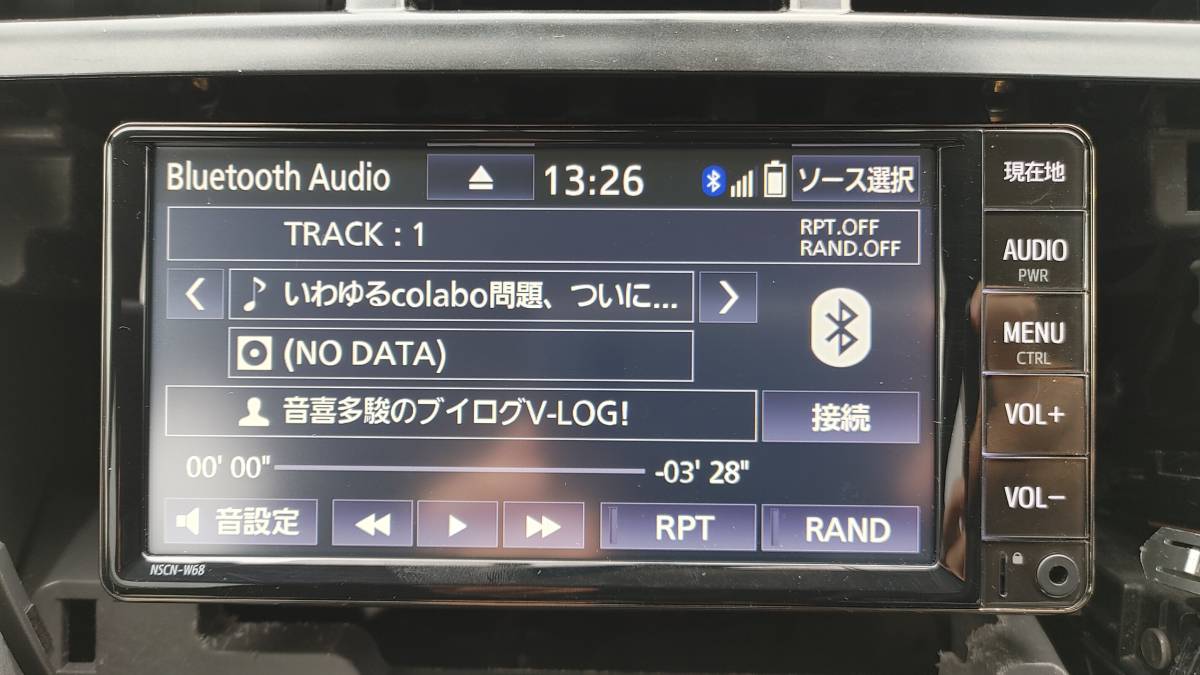 Bluetooth Audio
13:26
ソース選択
TRACK : 1
RPT.OFF
RAND.OFF
いわゆるcolabo問題、ついに...
(NO DATA)
音喜多駿のブイログV-LOG!
接続
00' 00"
-03' 28"
音設定
RPT
RAND
NSCN-W68
現在地
AUDIO
PWR
MENU
CTRL
VOL+
VOL-